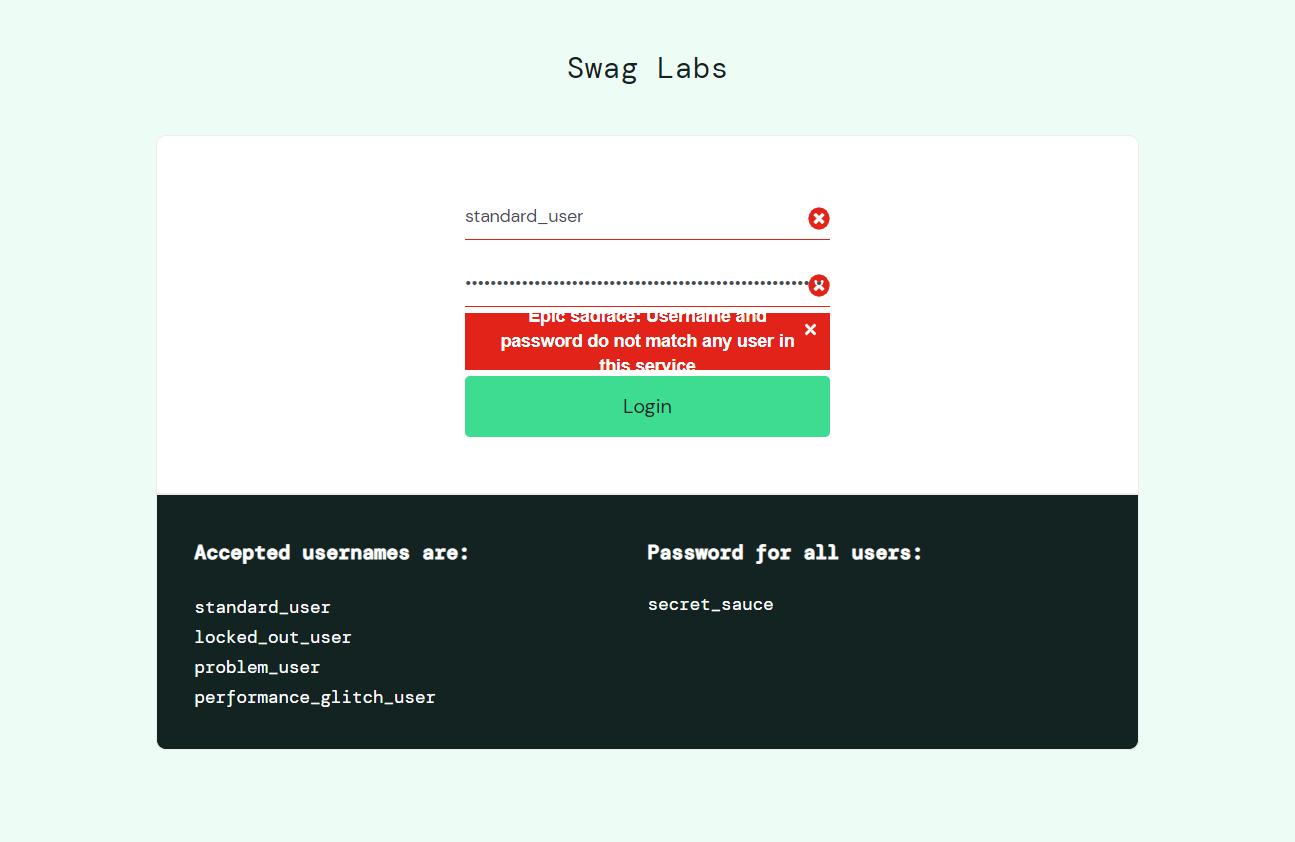 Swag Labs
standard_user
••••••••••••••••••••••••••••••••••••••••••••••••••••••••
Epic sadface: Username and
password do not match any user in
this service
Login
Accepted usernames are:
Password for all users:
standard_user
secret_sauce
locked_out_user
problem_user
performance_glitch_user